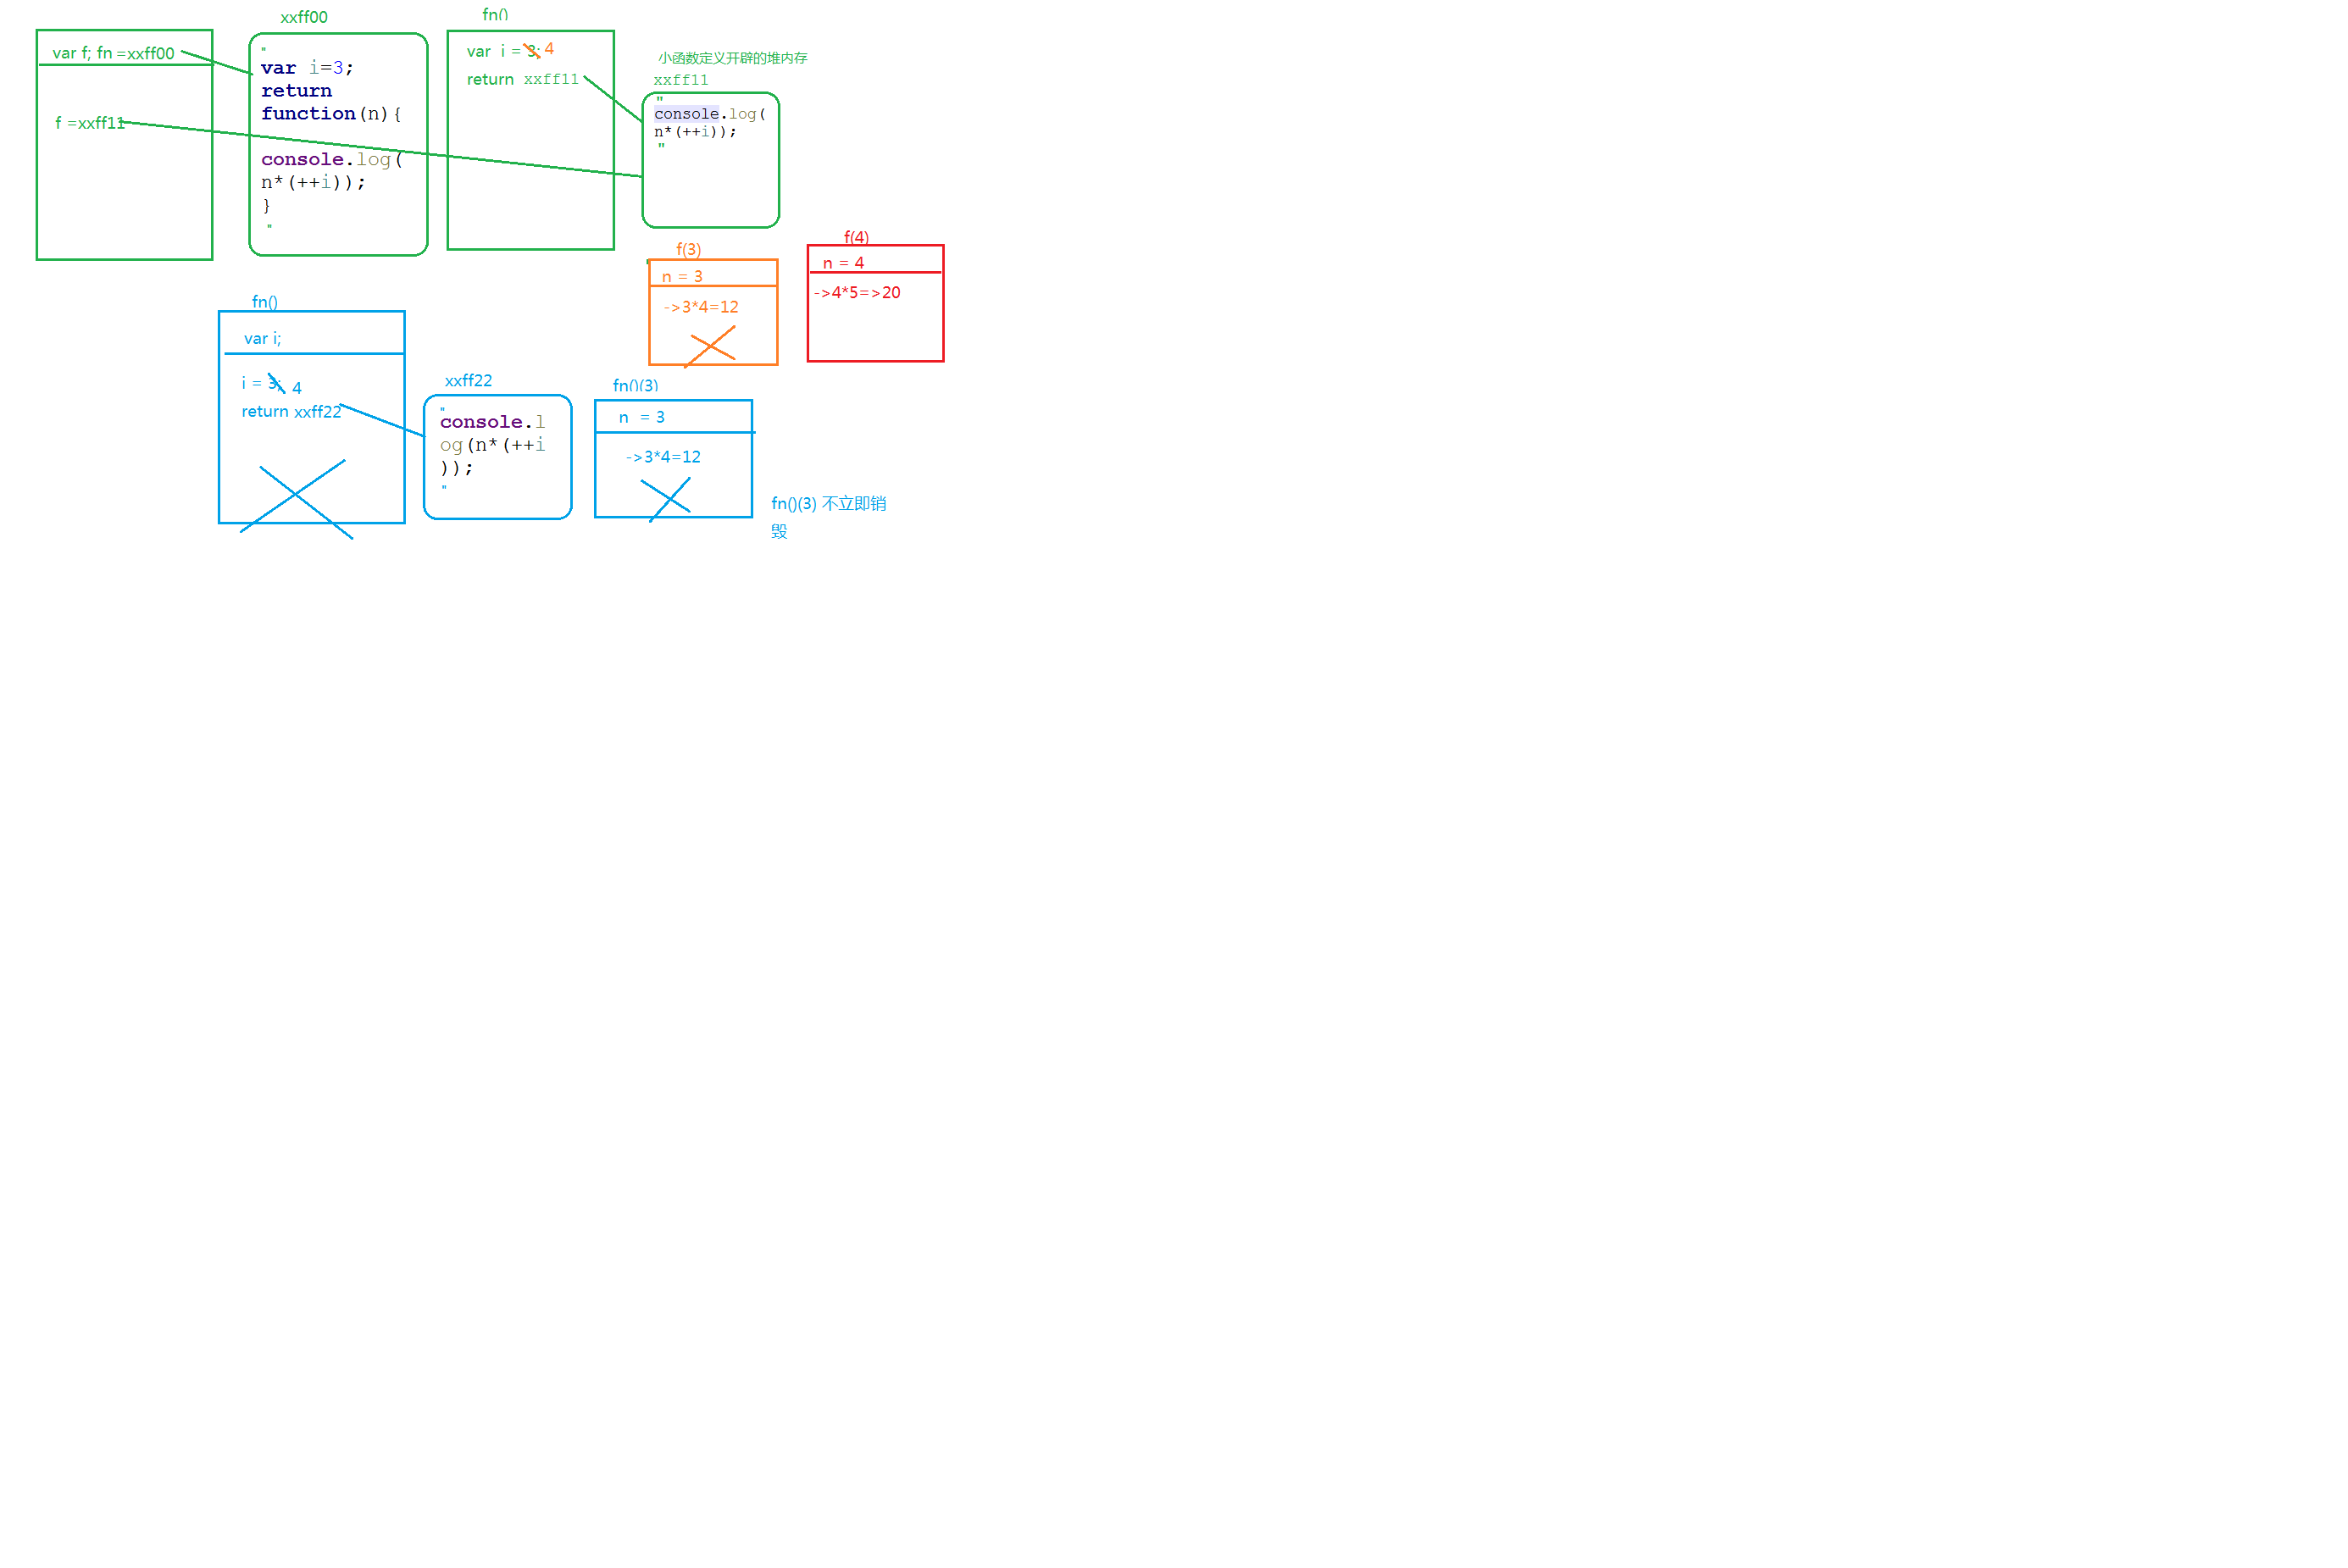 xxff00
var f; fn =xxff00
f =xxff11
"
var i=3;
return
function(n){
console.log(
n*(++i));
}
"
fn()
var i = 3; 4
return xxff11
小函数定义开辟的堆内存
xxff11
"
console.log(
n*(++i));
"
f(3)
n = 3
->3*4=12
f(4)
n = 4
->4*5=>20
fn()
var i;
i = 3; 4
return xxff22
xxff22
"
console.l
og(n*(++i
));
"
fn()(3)
n = 3
->3*4=12
fn()(3) 不立即销
毁